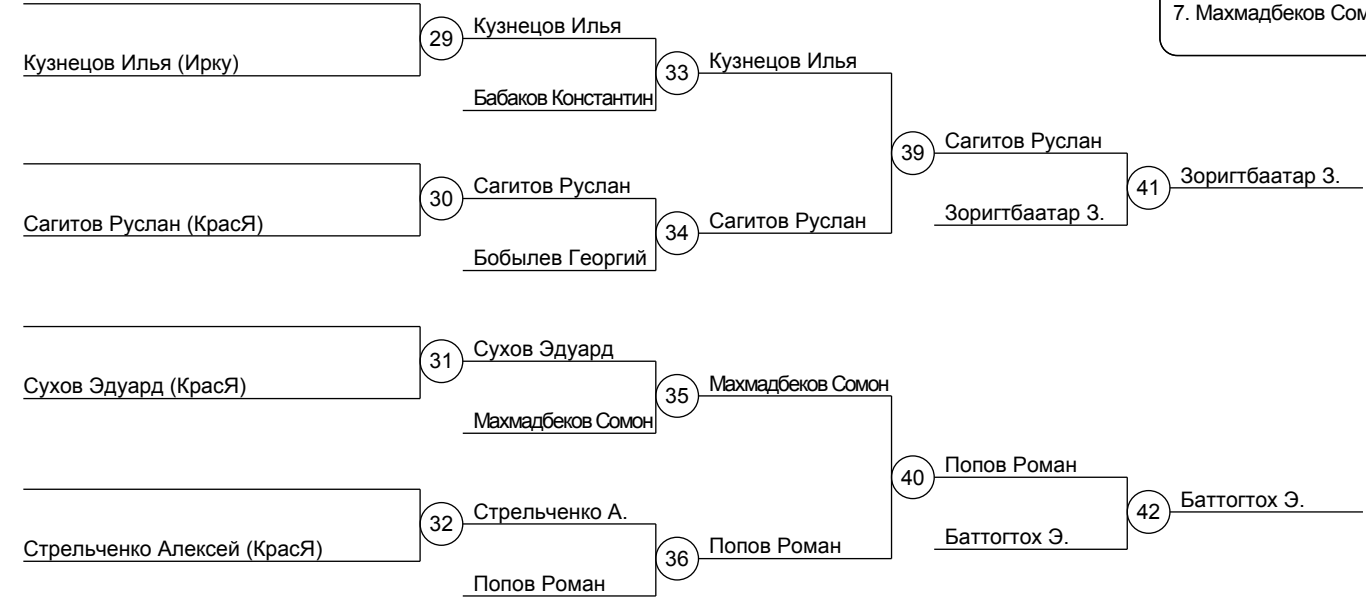 7. Махмадбеков
Кузнецов Илья
29
Кузнецов Илья (Ирку)
Кузнецов Илья
33
Бабаков Константин
Сагитов Руслан
39
Сагитов Руслан
30
Зоригтбаатар З.
41
Сагитов Руслан (КрасЯ)
Зоригтбаатар З.
Сагитов Руслан
34
Бобылев Георгий
Сухов Эдуард
31
Сухов Эдуард (КрасЯ)
Махмадбеков Сомон
35
Махмадбеков Сомон
Попов Роман
40
Стрельченко А.
32
Баттогтох Э.
42
Стрельченко Алексей (КрасЯ)
Баттогтох Э.
Попов Роман
36
Попов Роман